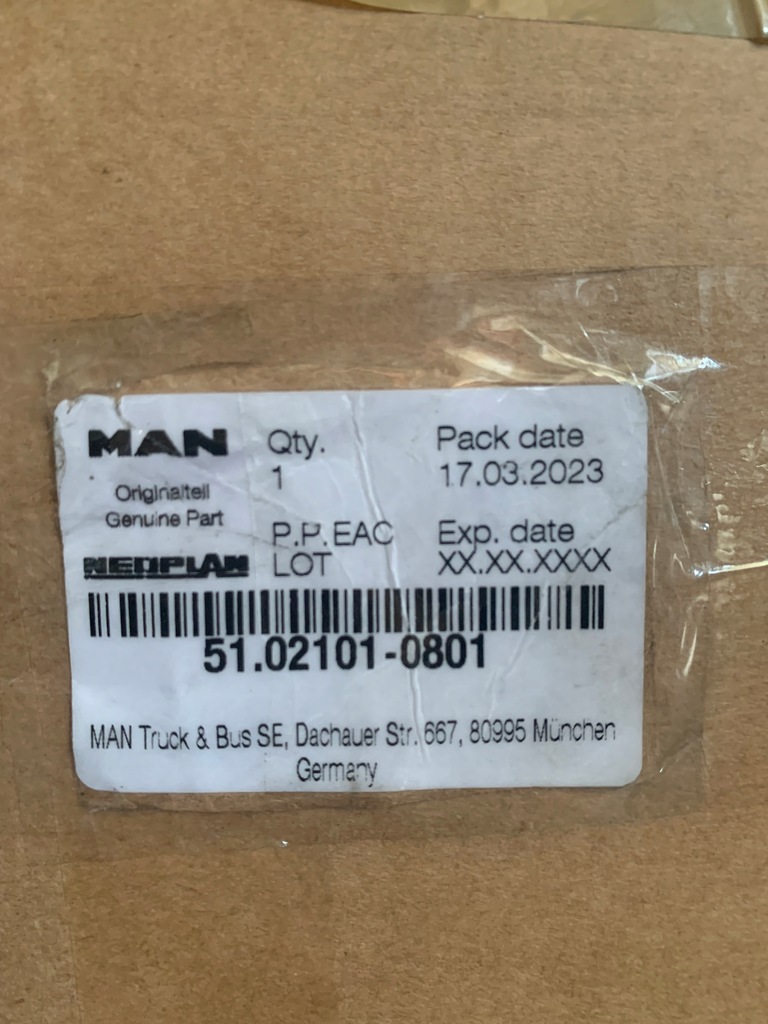 MAN
Originalteil
Genuine Part
NEOPLAN
Qty.
1
P.P. EAC
LOT
Pack date
17.03.2023
Exp. date
XX.XX.XXXX
51.02101-0801
MAN Truck & Bus SE, Dachauer Str. 667, 80995 München
Germany